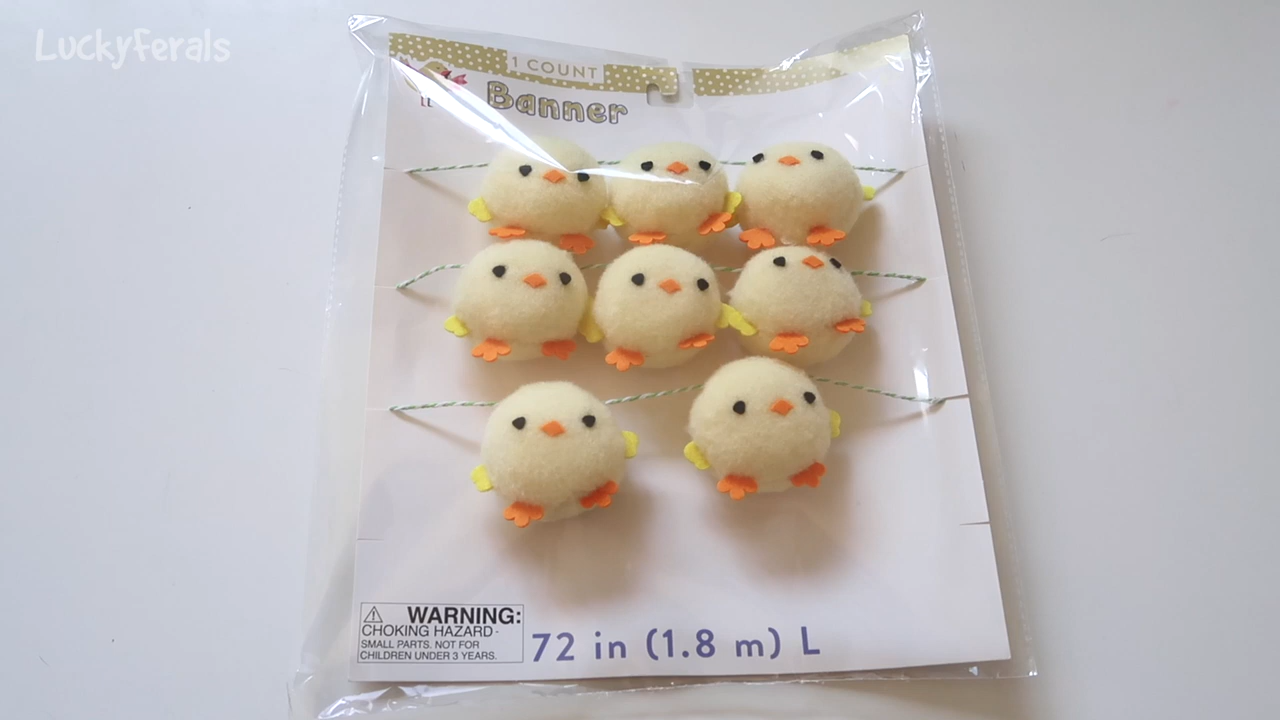 LuckyFerals
1 COUNT
Banner
WARNING:
CHOKING HAZARD -
SMALL PARTS. NOT FOR
CHILDREN UNDER 3 YEARS.
72 in (1.8 m) L